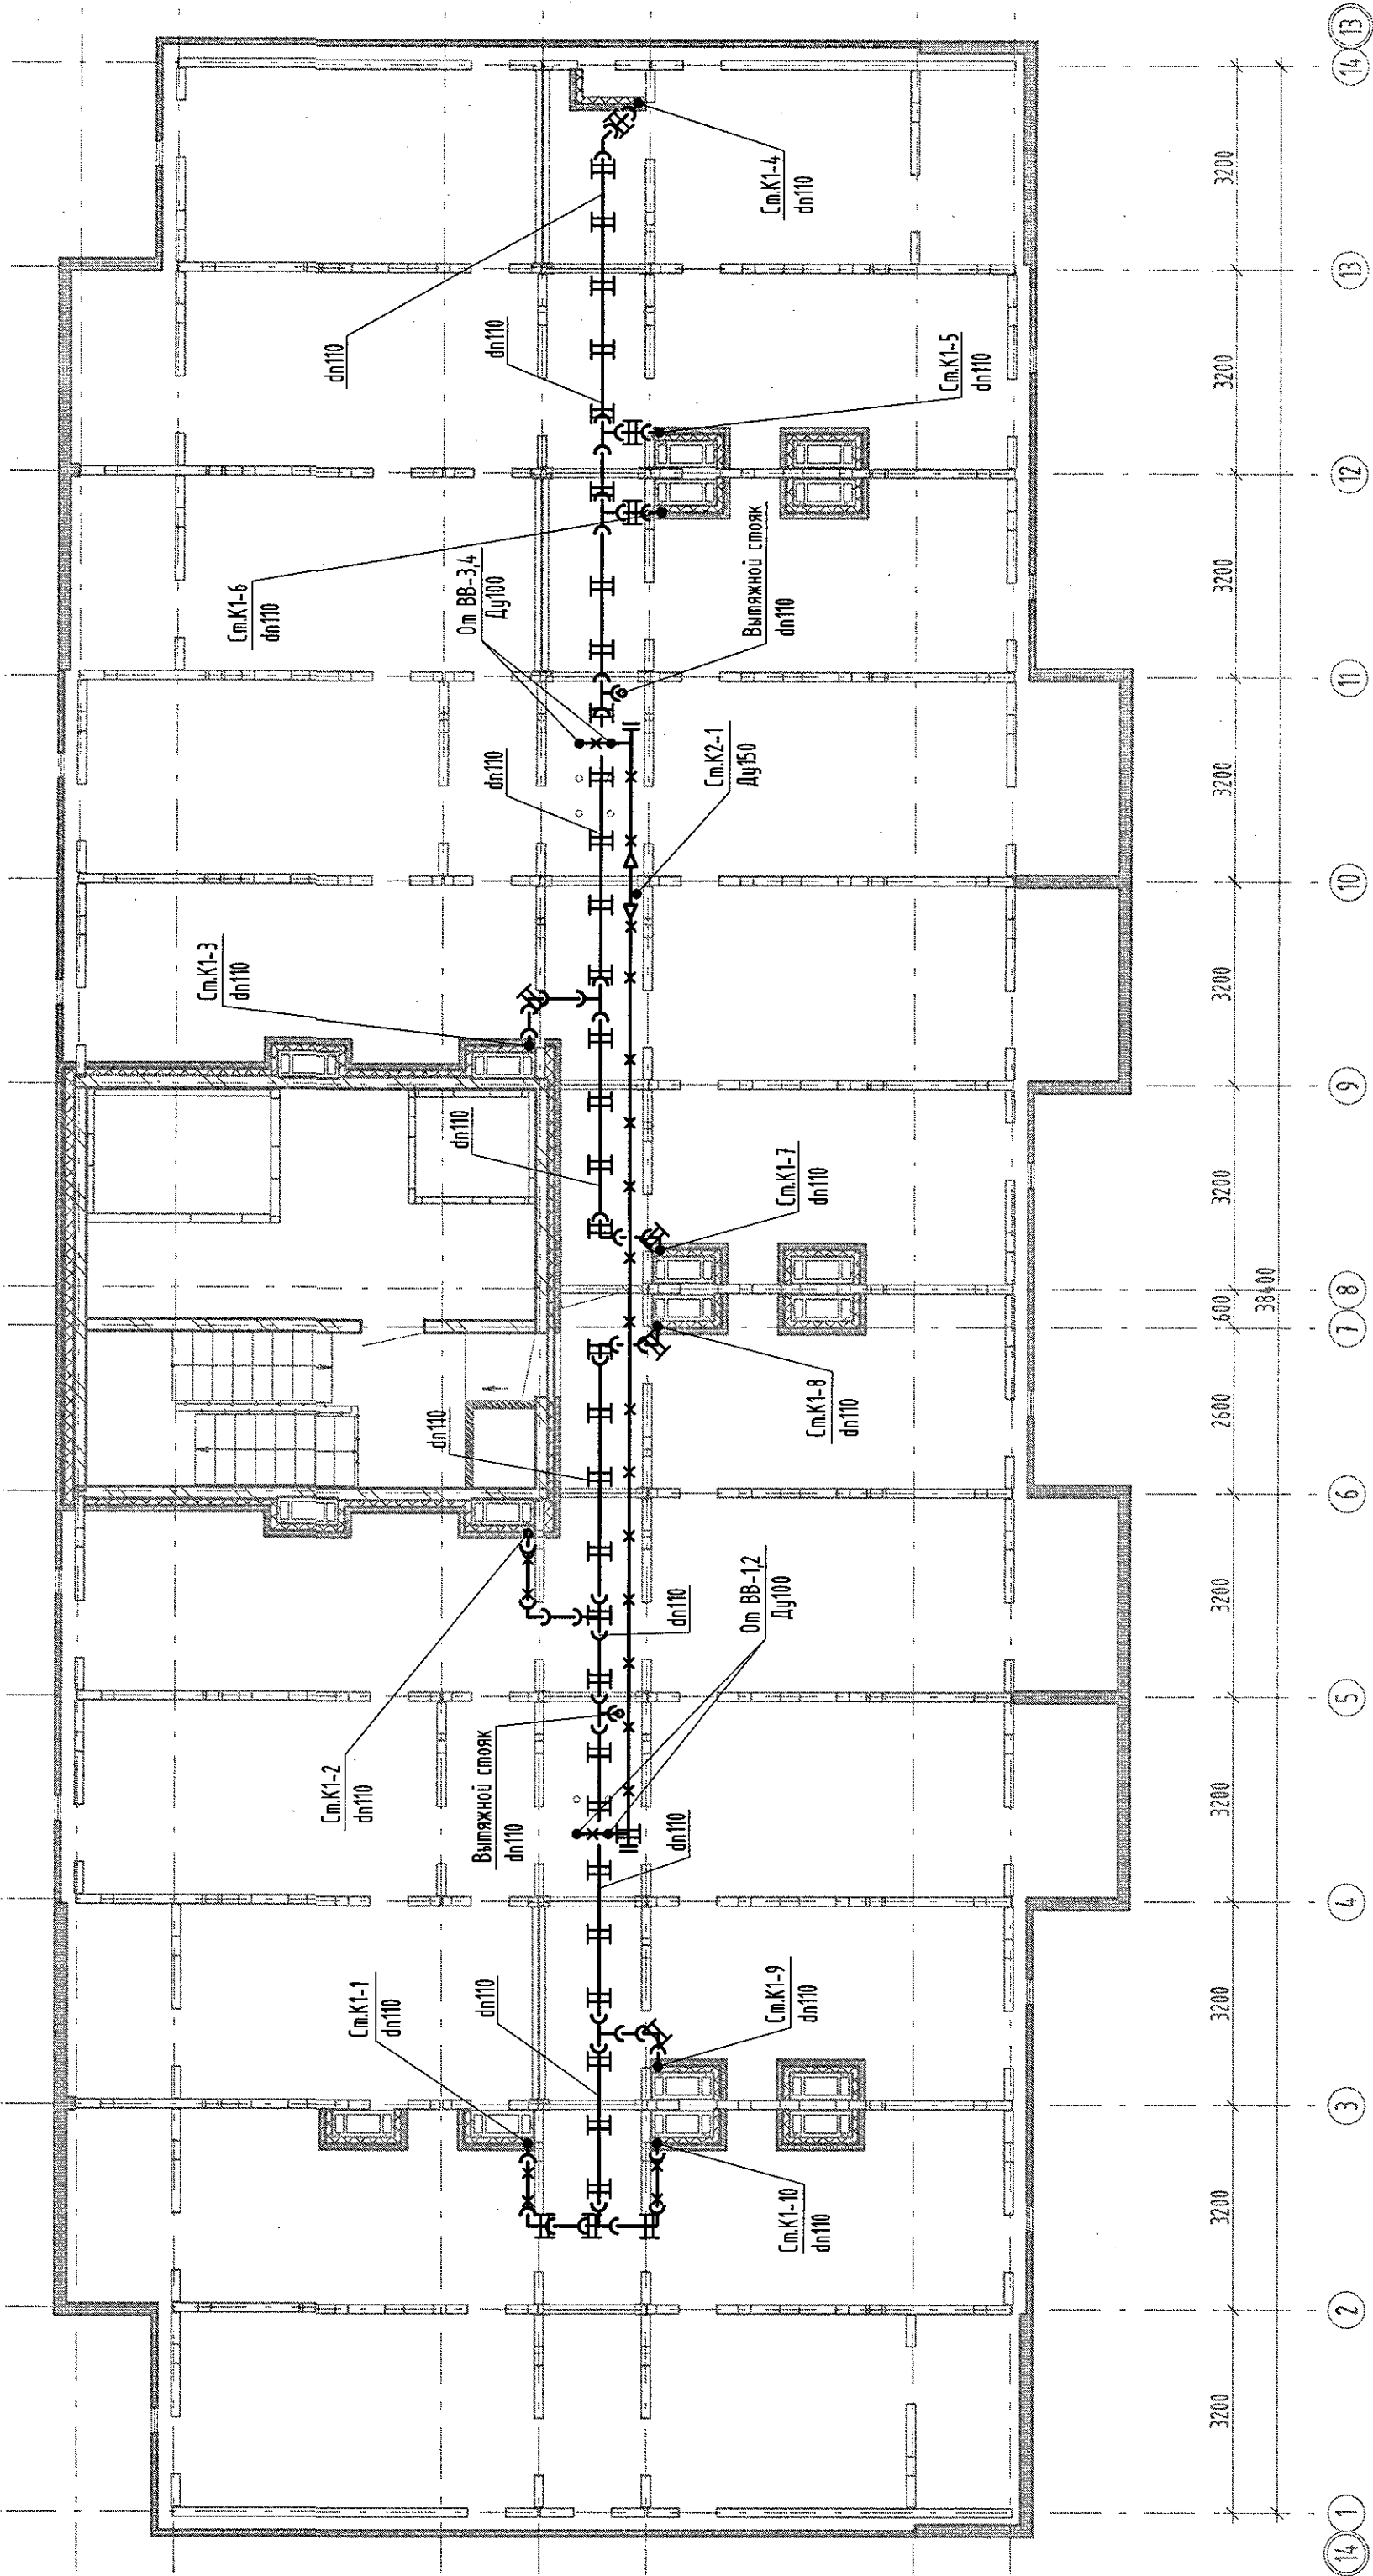 Ст.К1-1
dn110
dn110
Ст.К1-9
dn110
Ст.К1-10
dn110
Ст.К1-2
dn110
Вытяжной стояк
dn110
dn110
От ВВ-1,2
Ду100
dn110
dn110
Ст.К1-8
dn110
Ст.К1-7
dn110
dn110
Ст.К1-3
dn110
dn110
Ст.К2-1
Ду150
От ВВ-3,4
Ду100
Вытяжной стояк
dn110
Ст.К1-6
dn110
dn110
Ст.К1-5
dn110
dn110
Ст.К1-4
dn110
3200
3200
3200
3200
3200
2600
600
3200
3200
3200
3200
3200
3200
38400
14
1
2
3
4
5
6
7
8
9
10
11
12
13
14
13